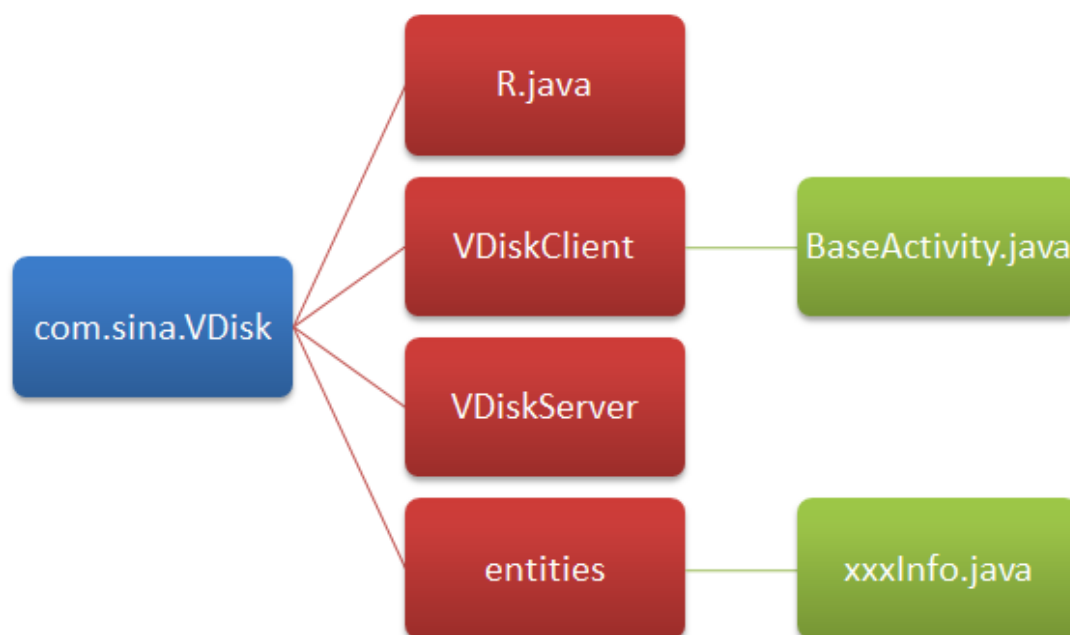 R.java
VDiskClient
BaseActivity.java
com.sina.VDisk
VDiskServer
entities
xxxInfo.java